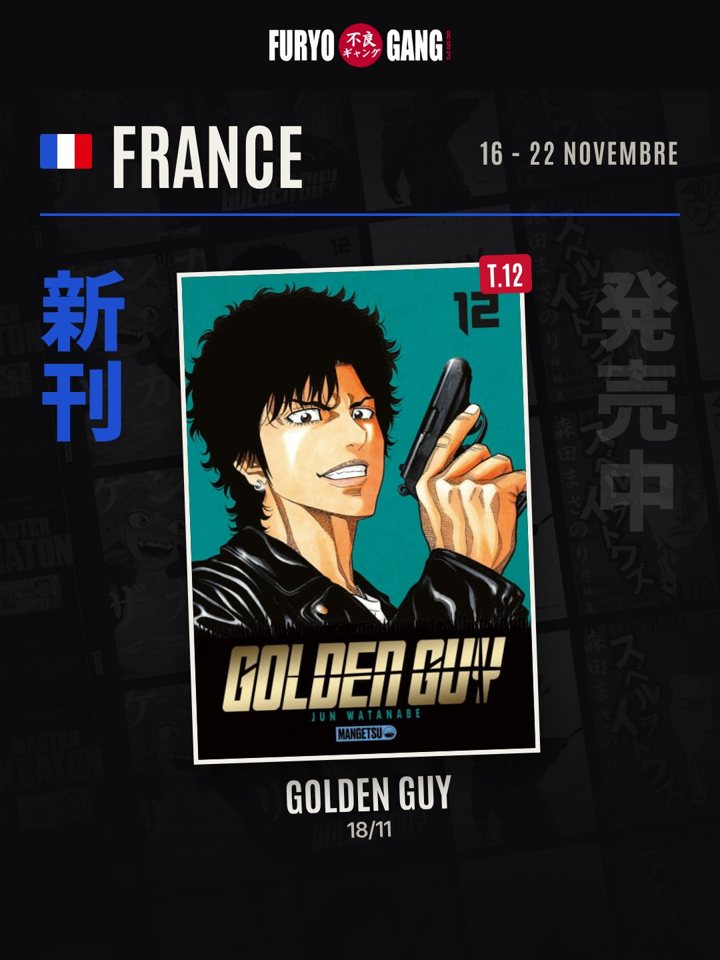 FURYO 不良 ギャング GANG
FRANCE
16 - 22 NOVEMBRE
新刊
発売中
T.12
12
GOLDEN GUY
JUN WATANABE
MANGETSU
GOLDEN GUY
18/11